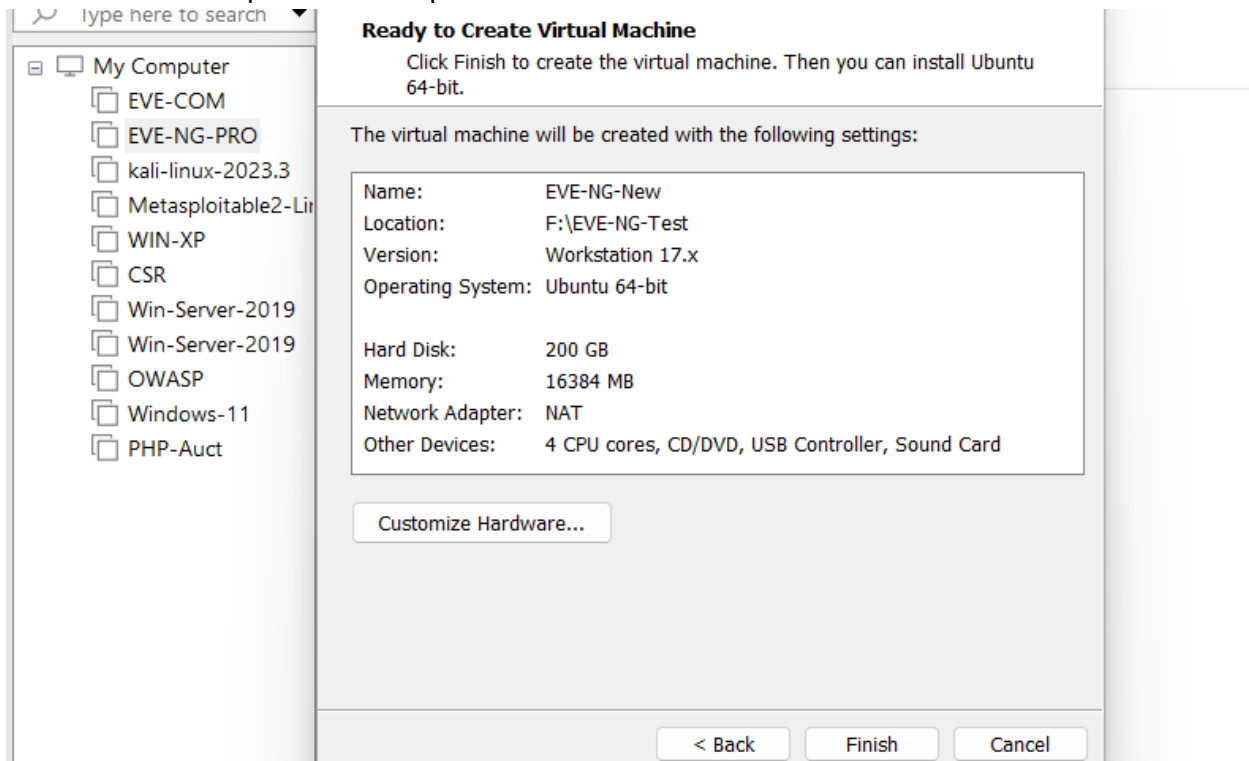 Type here to search
My Computer
EVE-COM
EVE-NG-PRO
kali-linux-2023.3
Metasploitable2-Lin
WIN-XP
CSR
Win-Server-2019
Win-Server-2019
OWASP
Windows-11
PHP-Auct
Ready to Create Virtual Machine
Click Finish to create the virtual machine. Then you can install Ubuntu
64-bit.
The virtual machine will be created with the following settings:
Name: EVE-NG-New
Location: F:\EVE-NG-Test
Version: Workstation 17.x
Operating System: Ubuntu 64-bit
Hard Disk: 200 GB
Memory: 16384 MB
Network Adapter: NAT
Other Devices: 4 CPU cores, CD/DVD, USB Controller, Sound Card
Customize Hardware...
< Back
Finish
Cancel